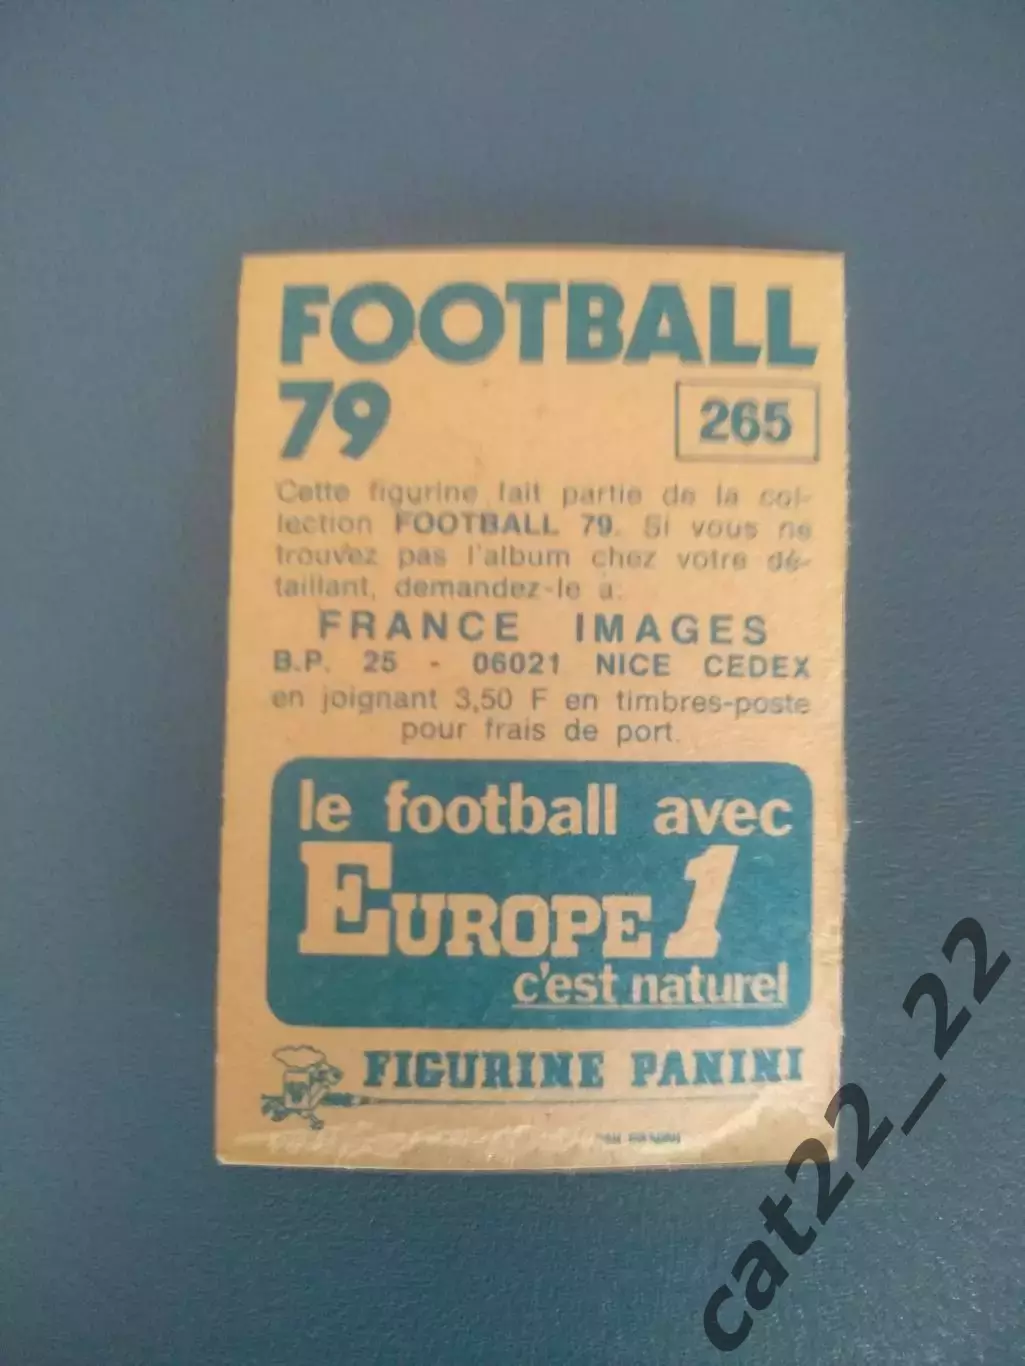 FOOTBALL
79
265
Cette figurine fait partie de la col-
lection FOOTBALL 79. Si vous ne
trouvez pas l'album chez votre dé-
taillant, demandez-le à:
FRANCE IMAGES
B.P. 25 - 06021 NICE CEDEX
en joignant 3,50 F en timbres-poste
pour frais de port.
le football avec
EUROPE 1
c'est naturel
FIGURINE PANINI
cat22_22